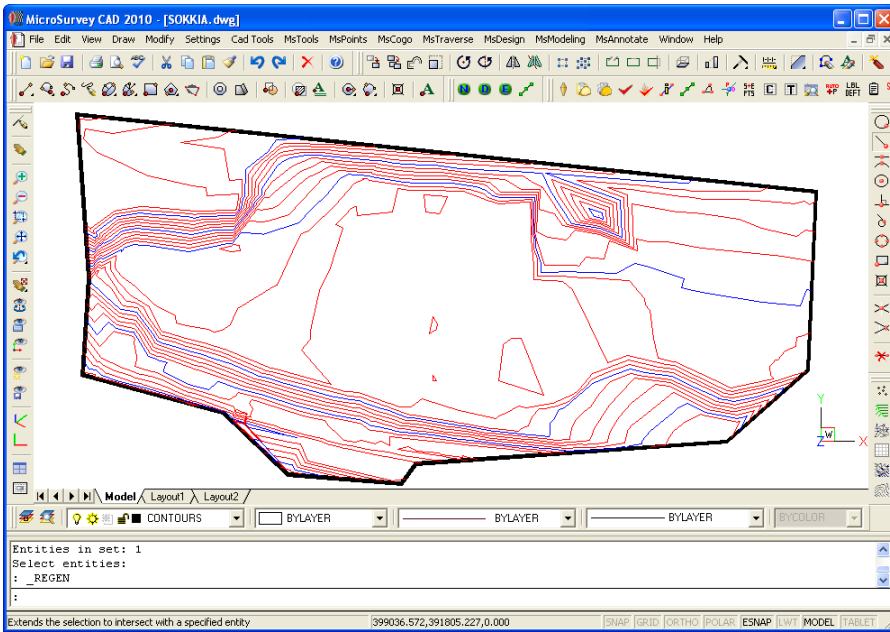 MicroSurvey CAD 2010 - [SOKKIA.dwg]
File Edit View Draw Modify Settings Cad Tools MsTools MsPoints MsCogo MsTraverse MsDesign MsModeling MsAnnotate Window Help
N D E S+E PTS C T AUTO +P LBL DEFT
Y
W
Z X
Model Layout1 Layout2
CONTOURS BYLAYER BYLAYER BYLAYER BYCOLOR
Entities in set: 1
Select entities:
: _REGEN
:
Extends the selection to intersect with a specified entity 399036.572,391805.227,0.000 SNAP GRID ORTHO POLAR ESNAP LWT MODEL TABLET